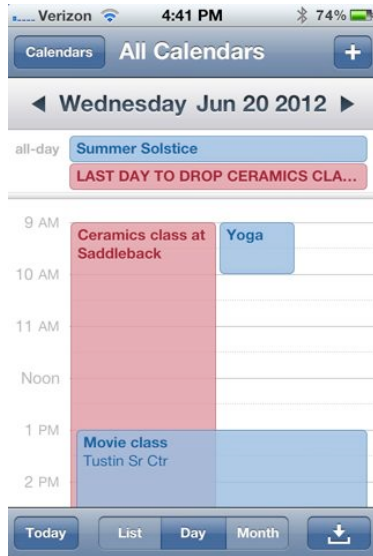 Verizon 4:41 PM 74%
Calendars All Calendars +
Wednesday Jun 20 2012
all-day Summer Solstice
LAST DAY TO DROP CERAMICS CLA...
9 AM
Ceramics class at
Saddleback
Yoga
10 AM
11 AM
Noon
1 PM
Movie class
Tustin Sr Ctr
2 PM
Today List Day Month